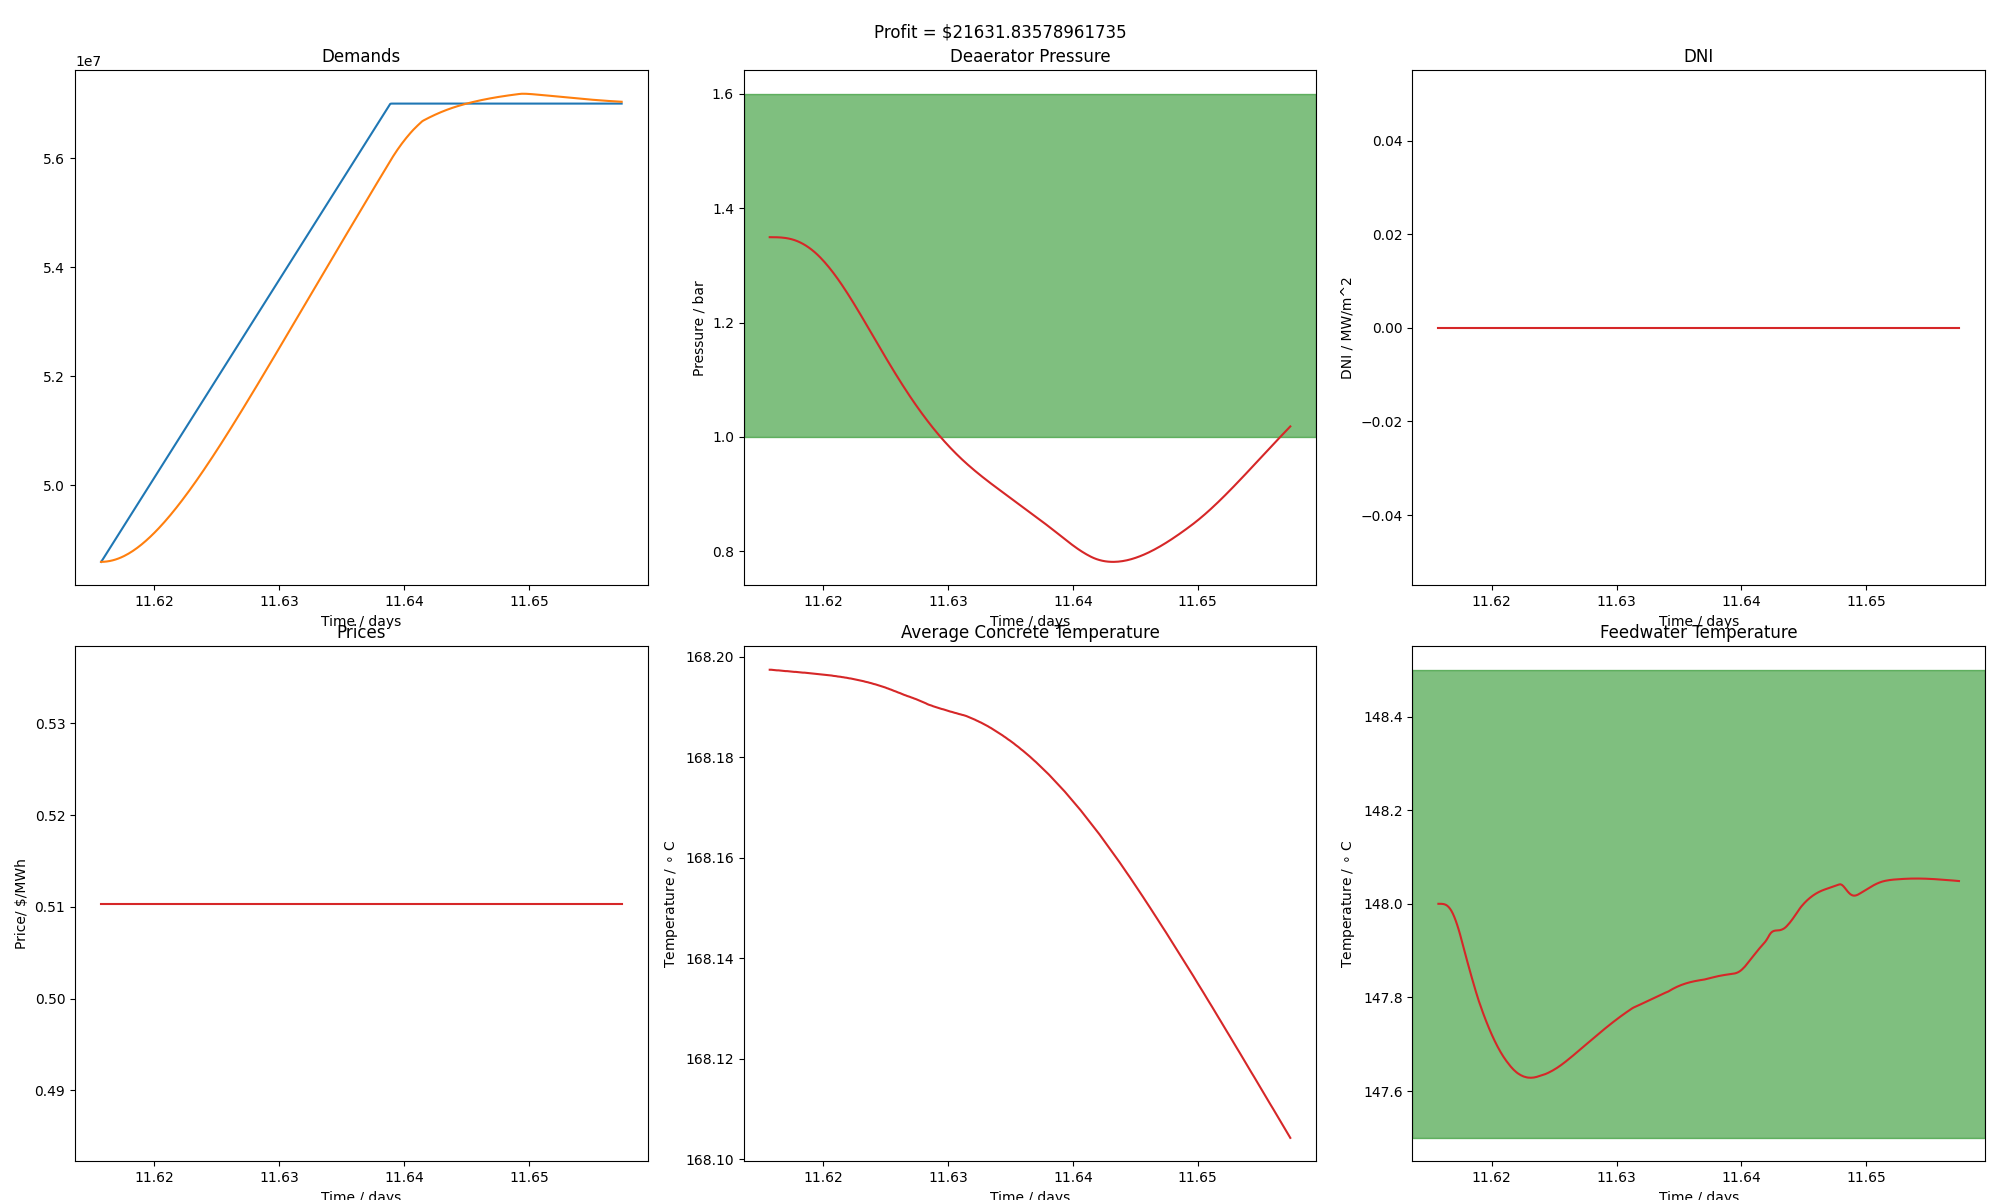 Profit = $21631.83578961735
Demands
1e7
5.6
5.4
5.2
5.0
11.62 11.63 11.64 11.65
Time / days
Deaerator Pressure
Pressure / bar
1.6
1.4
1.2
1.0
0.8
11.62 11.63 11.64 11.65
Time / days
DNI
DNI / MW/m^2
0.04
0.02
0.00
−0.02
−0.04
11.62 11.63 11.64 11.65
Time / days
Prices
Price/ $/MWh
0.53
0.52
0.51
0.50
0.49
11.62 11.63 11.64 11.65
Time / days
Average Concrete Temperature
Temperature / ∘ C
168.20
168.18
168.16
168.14
168.12
168.10
11.62 11.63 11.64 11.65
Time / days
Feedwater Temperature
Temperature / ∘ C
148.4
148.2
148.0
147.8
147.6
11.62 11.63 11.64 11.65
Time / days